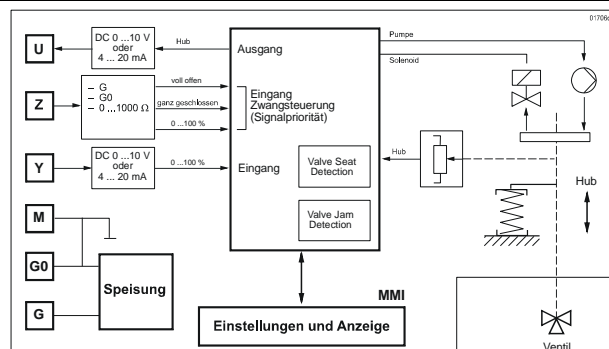 01706
U
DC 0 ...10 V
oder
4 ... 20 mA
Hub
Ausgang
Pumpe
Solenoid
Z
– G
– G0
– 0...1000 Ω
voll offen
ganz geschlossen
0 ...100 %
Eingang
Zwangsteuerung
(Signalpriorität)
Y
DC 0 ...10 V
oder
4 ... 20 mA
0 ...100 %
Eingang
Valve Seat
Detection
Valve Jam
Detection
Hub
Hub
M
G0
G
Speisung
MMI
Einstellungen und Anzeige
Ventil